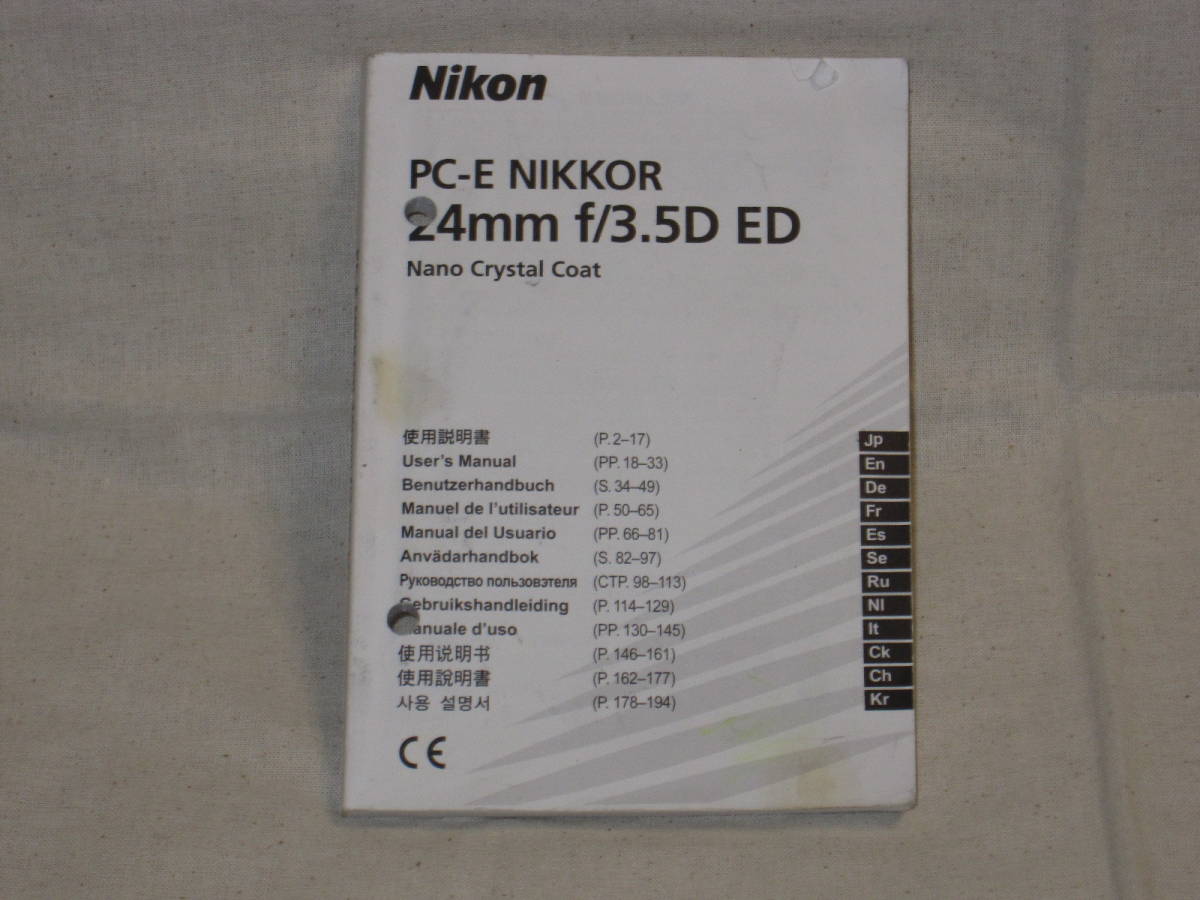 Nikon
PC-E NIKKOR
24mm f/3.5D ED
Nano Crystal Coat
使用説明書 (P. 2–17) Jp
User's Manual (PP. 18–33) En
Benutzerhandbuch (S. 34–49) De
Manuel de l'utilisateur (P. 50–65) Fr
Manual del Usuario (PP. 66–81) Es
Anvädarhandbok (S. 82–97) Se
Руководство пользовэтеля (СТР. 98–113) Ru
Gebruikshandleiding (P. 114–129) Nl
Manuale d'uso (PP. 130–145) It
使用说明书 (P. 146–161) Ck
使用說明書 (P. 162–177) Ch
사용 설명서 (P. 178–194) Kr
CE